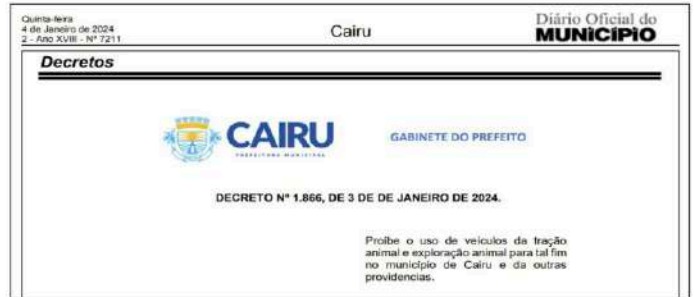 Quinta-feira
4 de Janeiro de 2024
2 - Ano XVIII - Nº 7211
Cairu
Diário Oficial do
MUNICÍPIO
Decretos
CAIRU
PREFEITURA MUNICIPAL
GABINETE DO PREFEITO
DECRETO Nº 1.866, DE 3 DE DE JANEIRO DE 2024.
Proíbe o uso de veículos da tração
animal e exploração animal para tal fim
no município de Cairu e da outras
providencias.